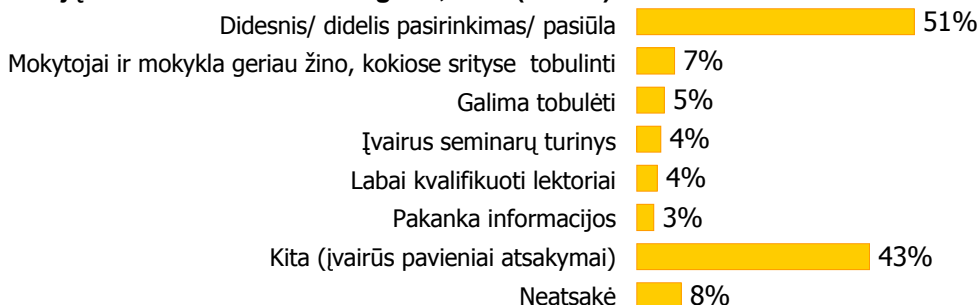 Didesnis/ didelis pasirinkimas/ pasiūla 51%
Mokytojai ir mokykla geriau žino, kokiose srityse tobulinti 7%
Galima tobulėti 5%
Įvairus seminarų turinys 4%
Labai kvalifikuoti lektoriai 4%
Pakanka informacijos 3%
Kita (įvairūs pavieniai atsakymai) 43%
Neatsakė 8%